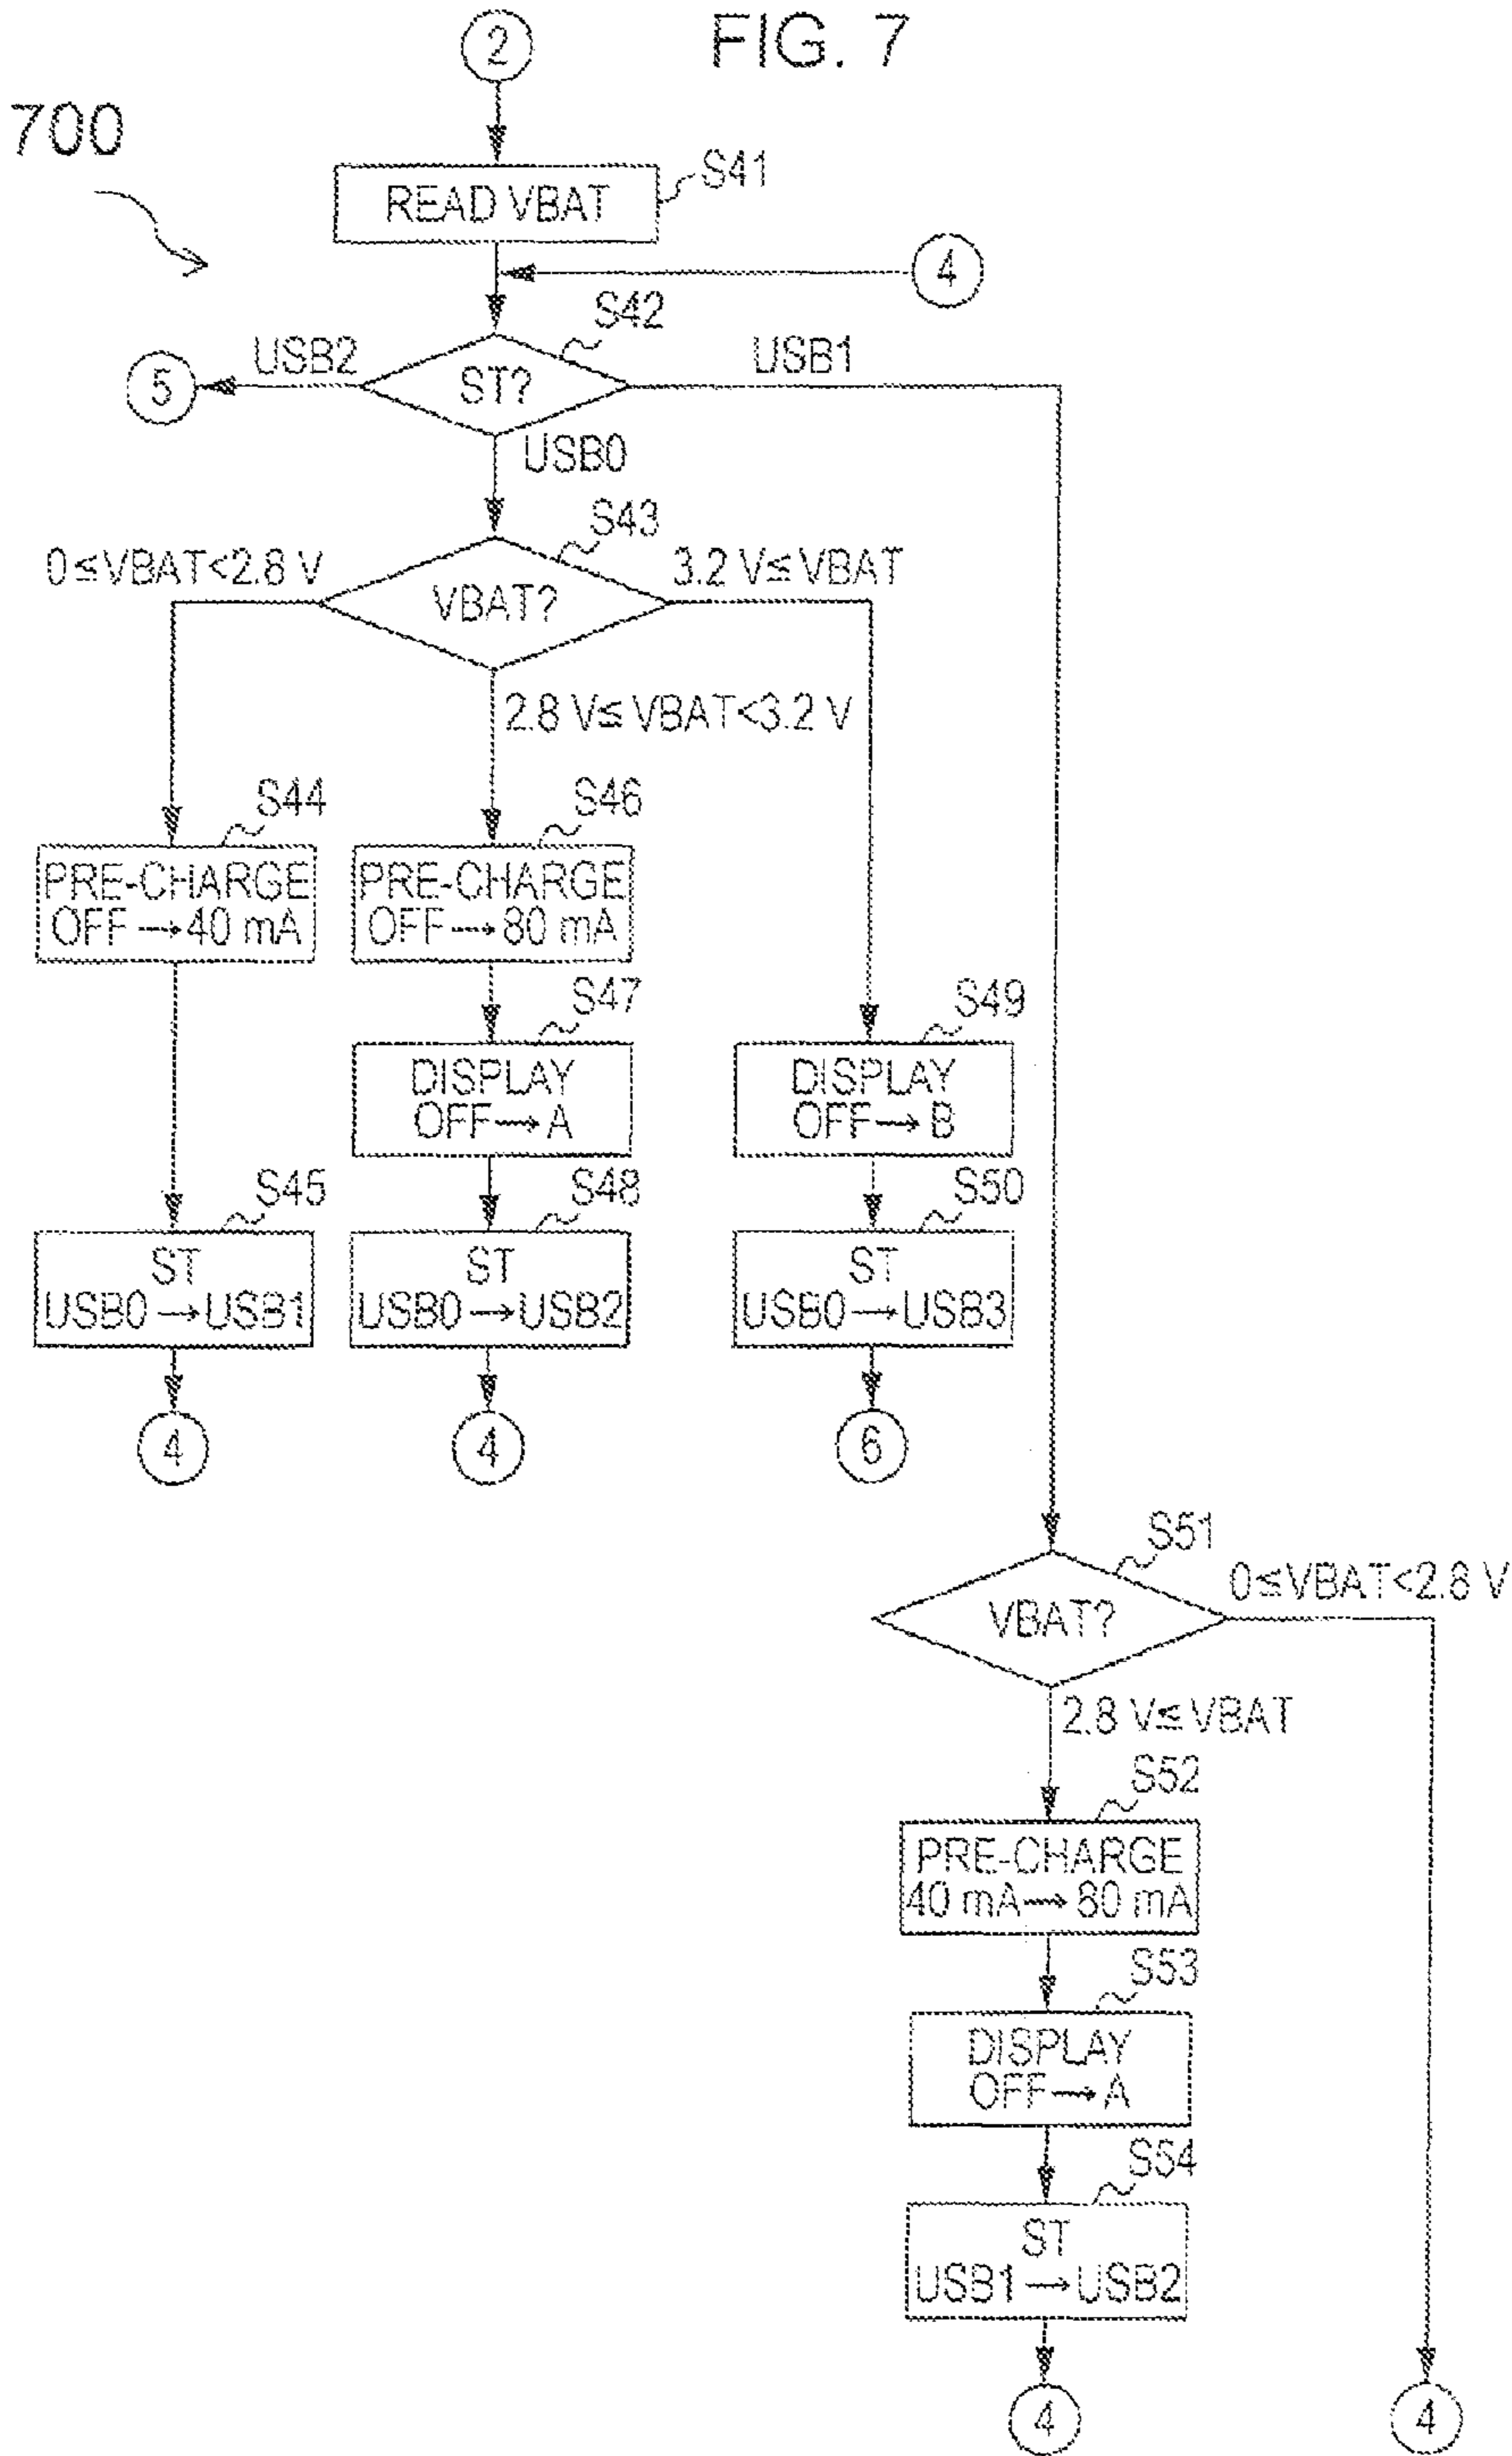 FIG. 7
700
2
READ VBAT
S41
4
S42
ST?
USB2
5
USB1
USB0
S43
VBAT?
0≦VBAT<2.8 V
3.2 V≦VBAT
2.8 V≦VBAT<3.2 V
S44
PRE-CHARGE
OFF→40 mA
S46
PRE-CHARGE
OFF→80 mA
S47
DISPLAY
OFF→A
S49
DISPLAY
OFF→B
S45
ST
USB0→USB1
S48
ST
USB0→USB2
S50
ST
USB0→USB3
4
4
6
S51
VBAT?
0≦VBAT<2.8 V
2.8 V≦VBAT
S52
PRE-CHARGE
40 mA→80 mA
S53
DISPLAY
OFF→A
S54
ST
USB1→USB2
4
4